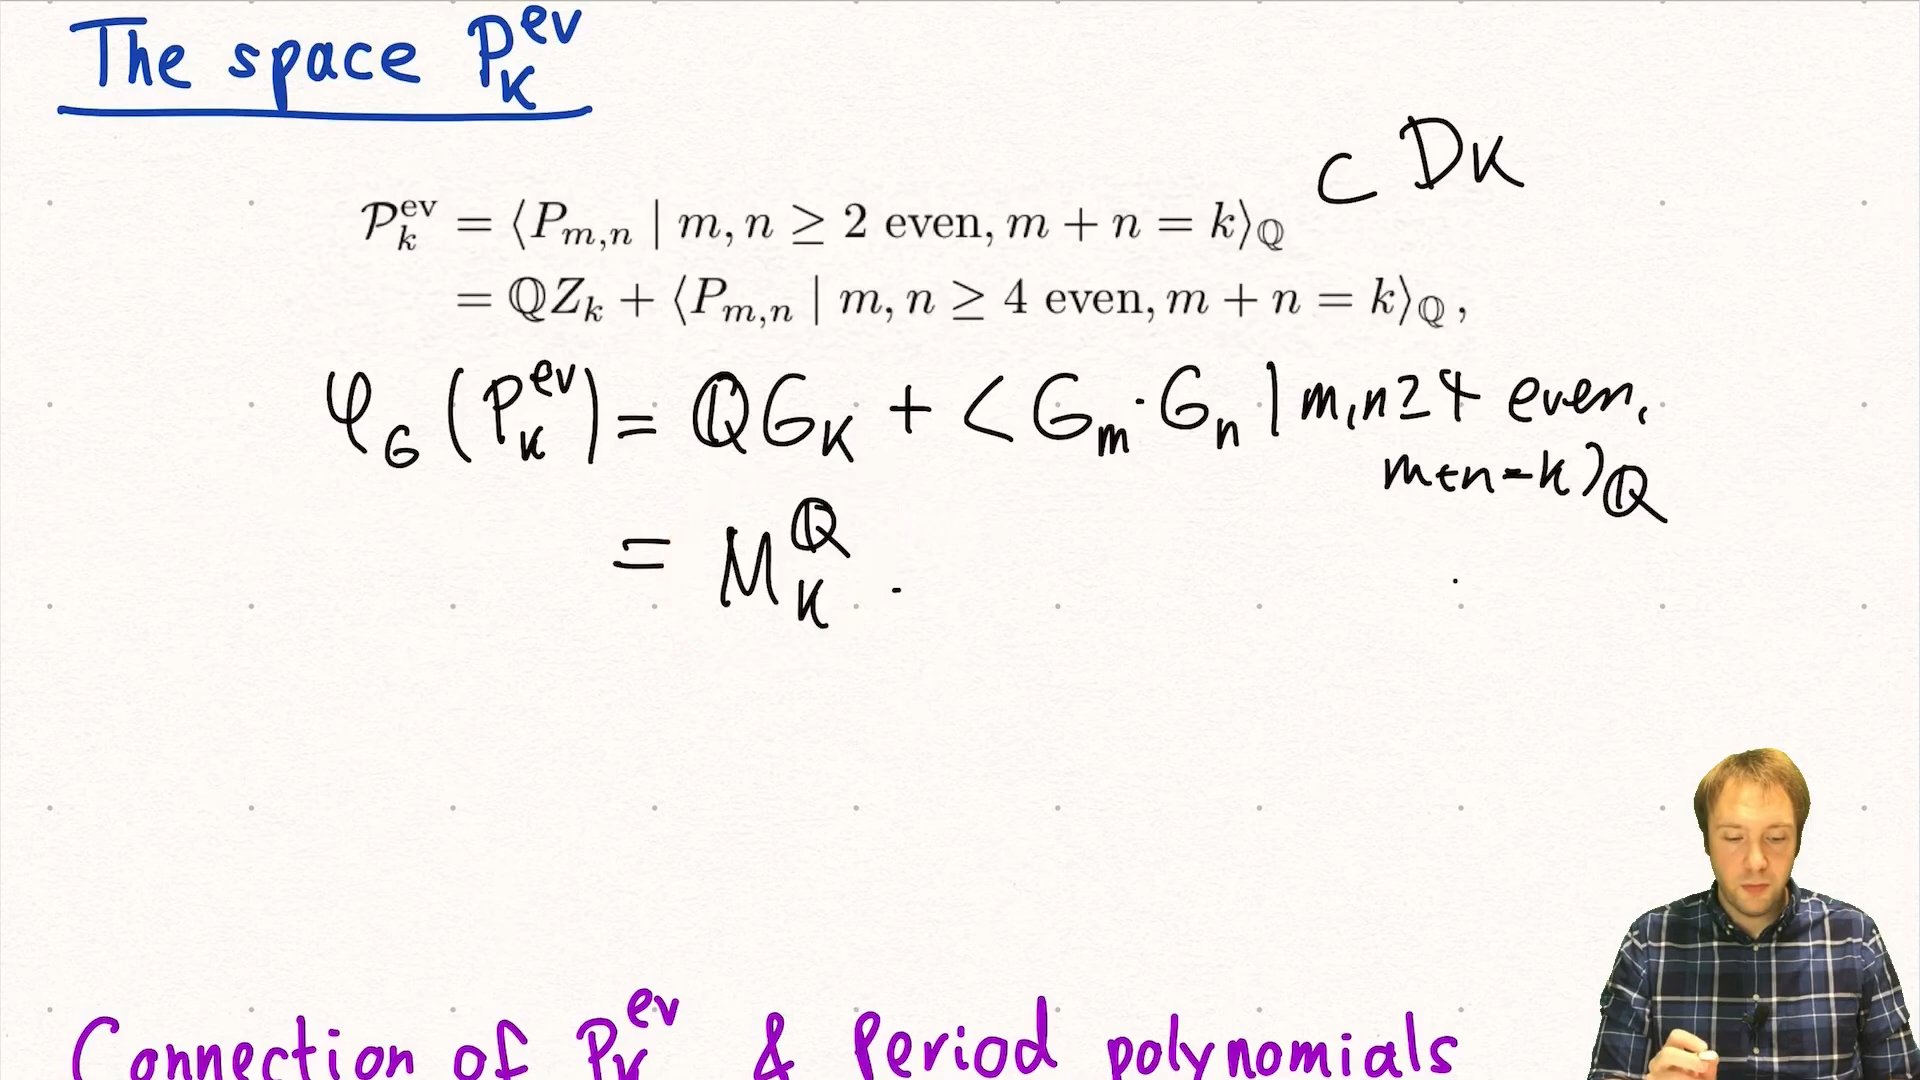 The space P_k^ev
⊂ D_k
𝒫_k^ev = ⟨P_{m,n} | m, n ≥ 2 even, m + n = k⟩_ℚ
= ℚZ_k + ⟨P_{m,n} | m, n ≥ 4 even, m + n = k⟩_ℚ ,
φ_G (P_k^ev) = ℚG_k + <G_m · G_n | m,n ≥ 4 even,
m+n=k⟩_ℚ
= M_k^ℚ .
Connection of P_k^ev & Period polynomials